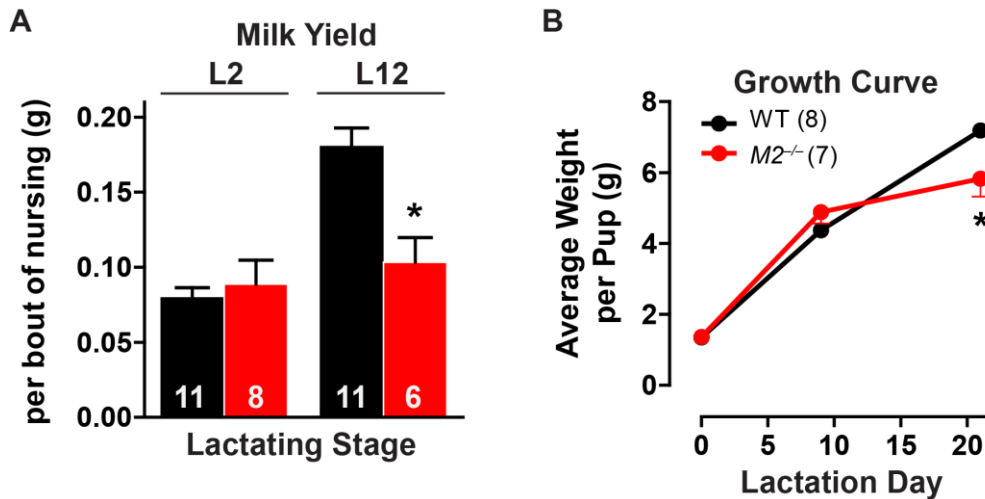 A
Milk Yield
L2 L12
per bout of nursing (g)
0.20
0.15
0.10
0.05
0.00
*
11 8 11 6
Lactating Stage
B
Growth Curve
Average Weight
per Pup (g)
8
6
4
2
0
WT (8)
M2–/– (7)
*
0 5 10 15 20
Lactation Day